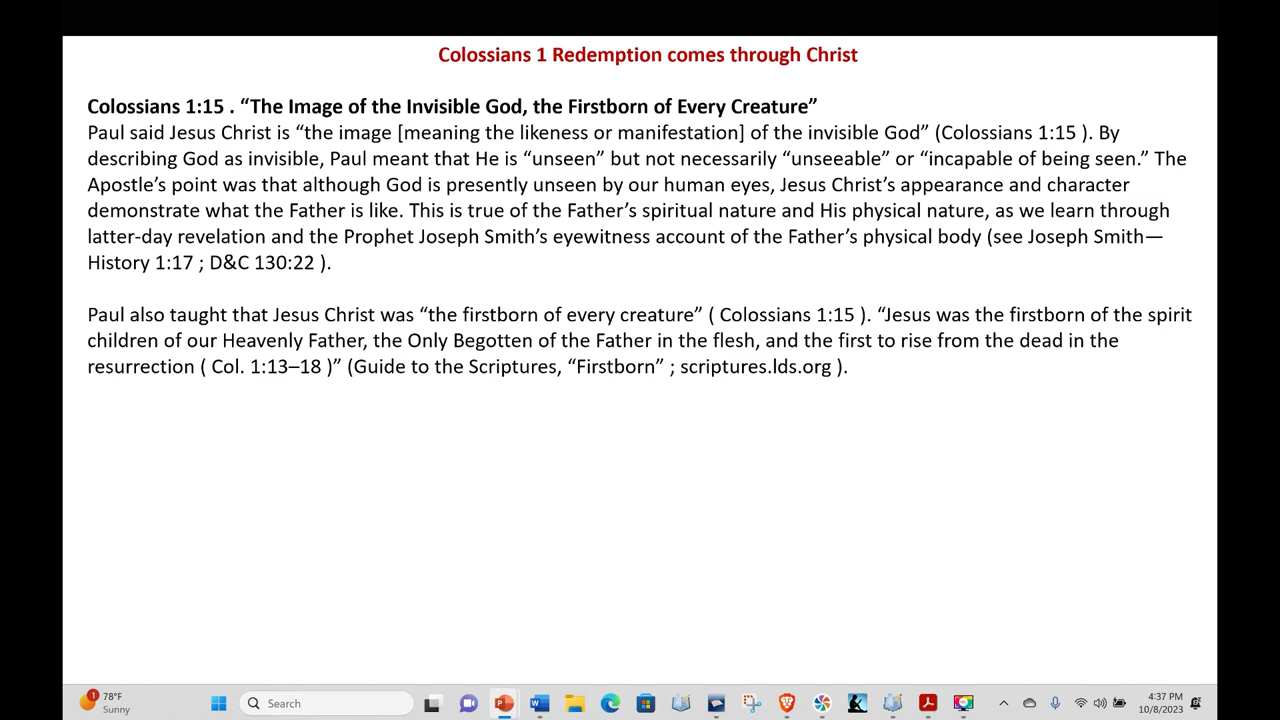 Colossians 1 Redemption comes through Christ
Colossians 1:15 . “The Image of the Invisible God, the Firstborn of Every Creature”
Paul said Jesus Christ is “the image [meaning the likeness or manifestation] of the invisible God” (Colossians 1:15 ). By
describing God as invisible, Paul meant that He is “unseen” but not necessarily “unseeable” or “incapable of being seen.” The
Apostle’s point was that although God is presently unseen by our human eyes, Jesus Christ’s appearance and character
demonstrate what the Father is like. This is true of the Father’s spiritual nature and His physical nature, as we learn through
latter-day revelation and the Prophet Joseph Smith’s eyewitness account of the Father’s physical body (see Joseph Smith—
History 1:17 ; D&C 130:22 ).
Paul also taught that Jesus Christ was “the firstborn of every creature” ( Colossians 1:15 ). “Jesus was the firstborn of the spirit
children of our Heavenly Father, the Only Begotten of the Father in the flesh, and the first to rise from the dead in the
resurrection ( Col. 1:13–18 )” (Guide to the Scriptures, “Firstborn” ; scriptures.lds.org ).
1
78°F
Sunny
Search
4:37 PM
10/8/2023